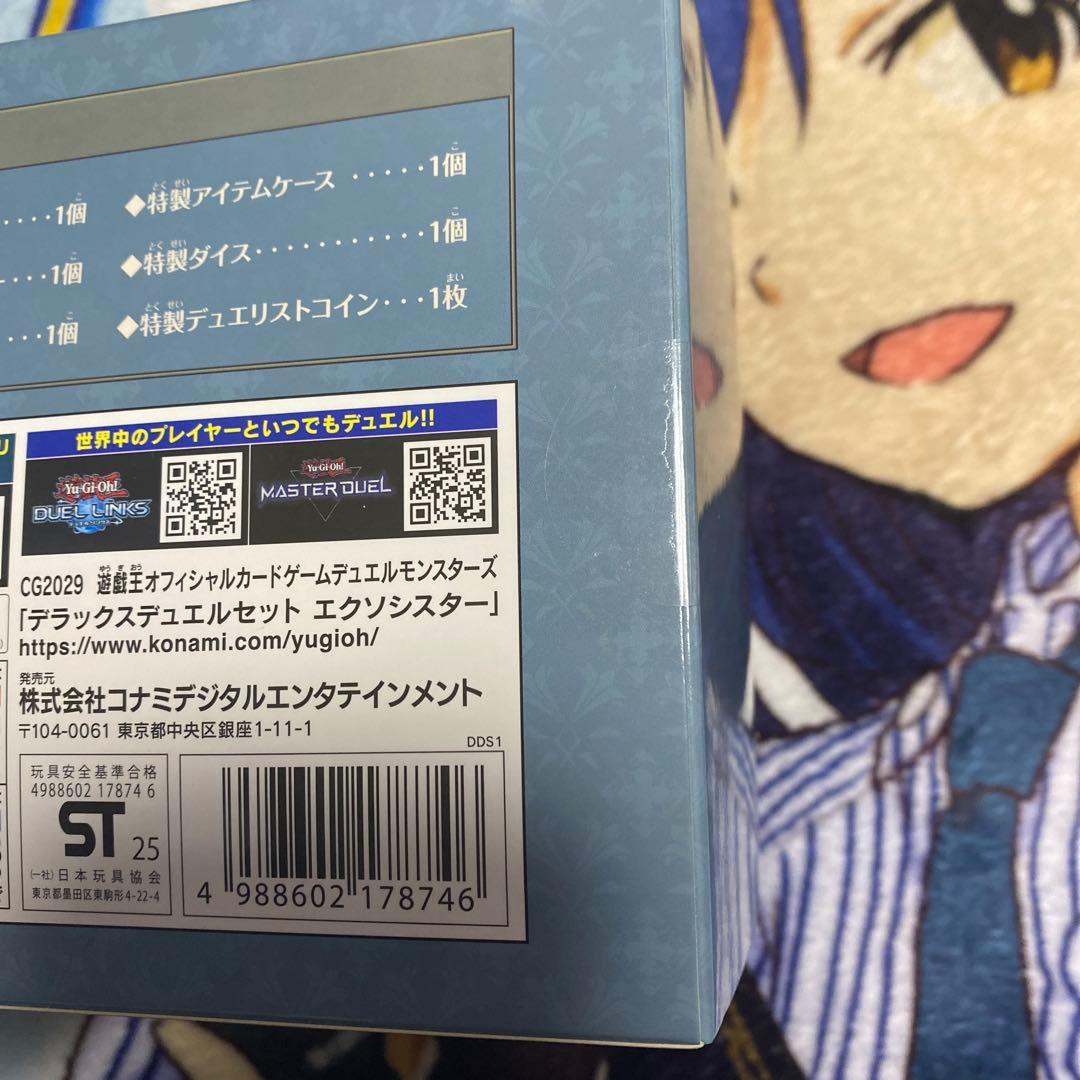 ····1個
◆特製アイテムケース ·····1個
····1個
◆特製ダイス···········1個
···1個
◆特製デュエリストコイン···1枚
世界中のプレイヤーといつでもデュエル!!
Yu-Gi-Oh!
DUEL LINKS
デュエルリンクス
Yu-Gi-Oh!
MASTER DUEL
CG2029 遊戯王オフィシャルカードゲームデュエルモンスターズ
「デラックスデュエルセット エクソシスター」
https://www.konami.com/yugioh/
発売元
株式会社コナミデジタルエンタテインメント
〒104-0061 東京都中央区銀座1-11-1
DDS1
玩具安全基準合格
4988602 17874 6
ST 25
(一社)日本玩具協会
東京都墨田区東駒形4-22-4
4 988602 178746